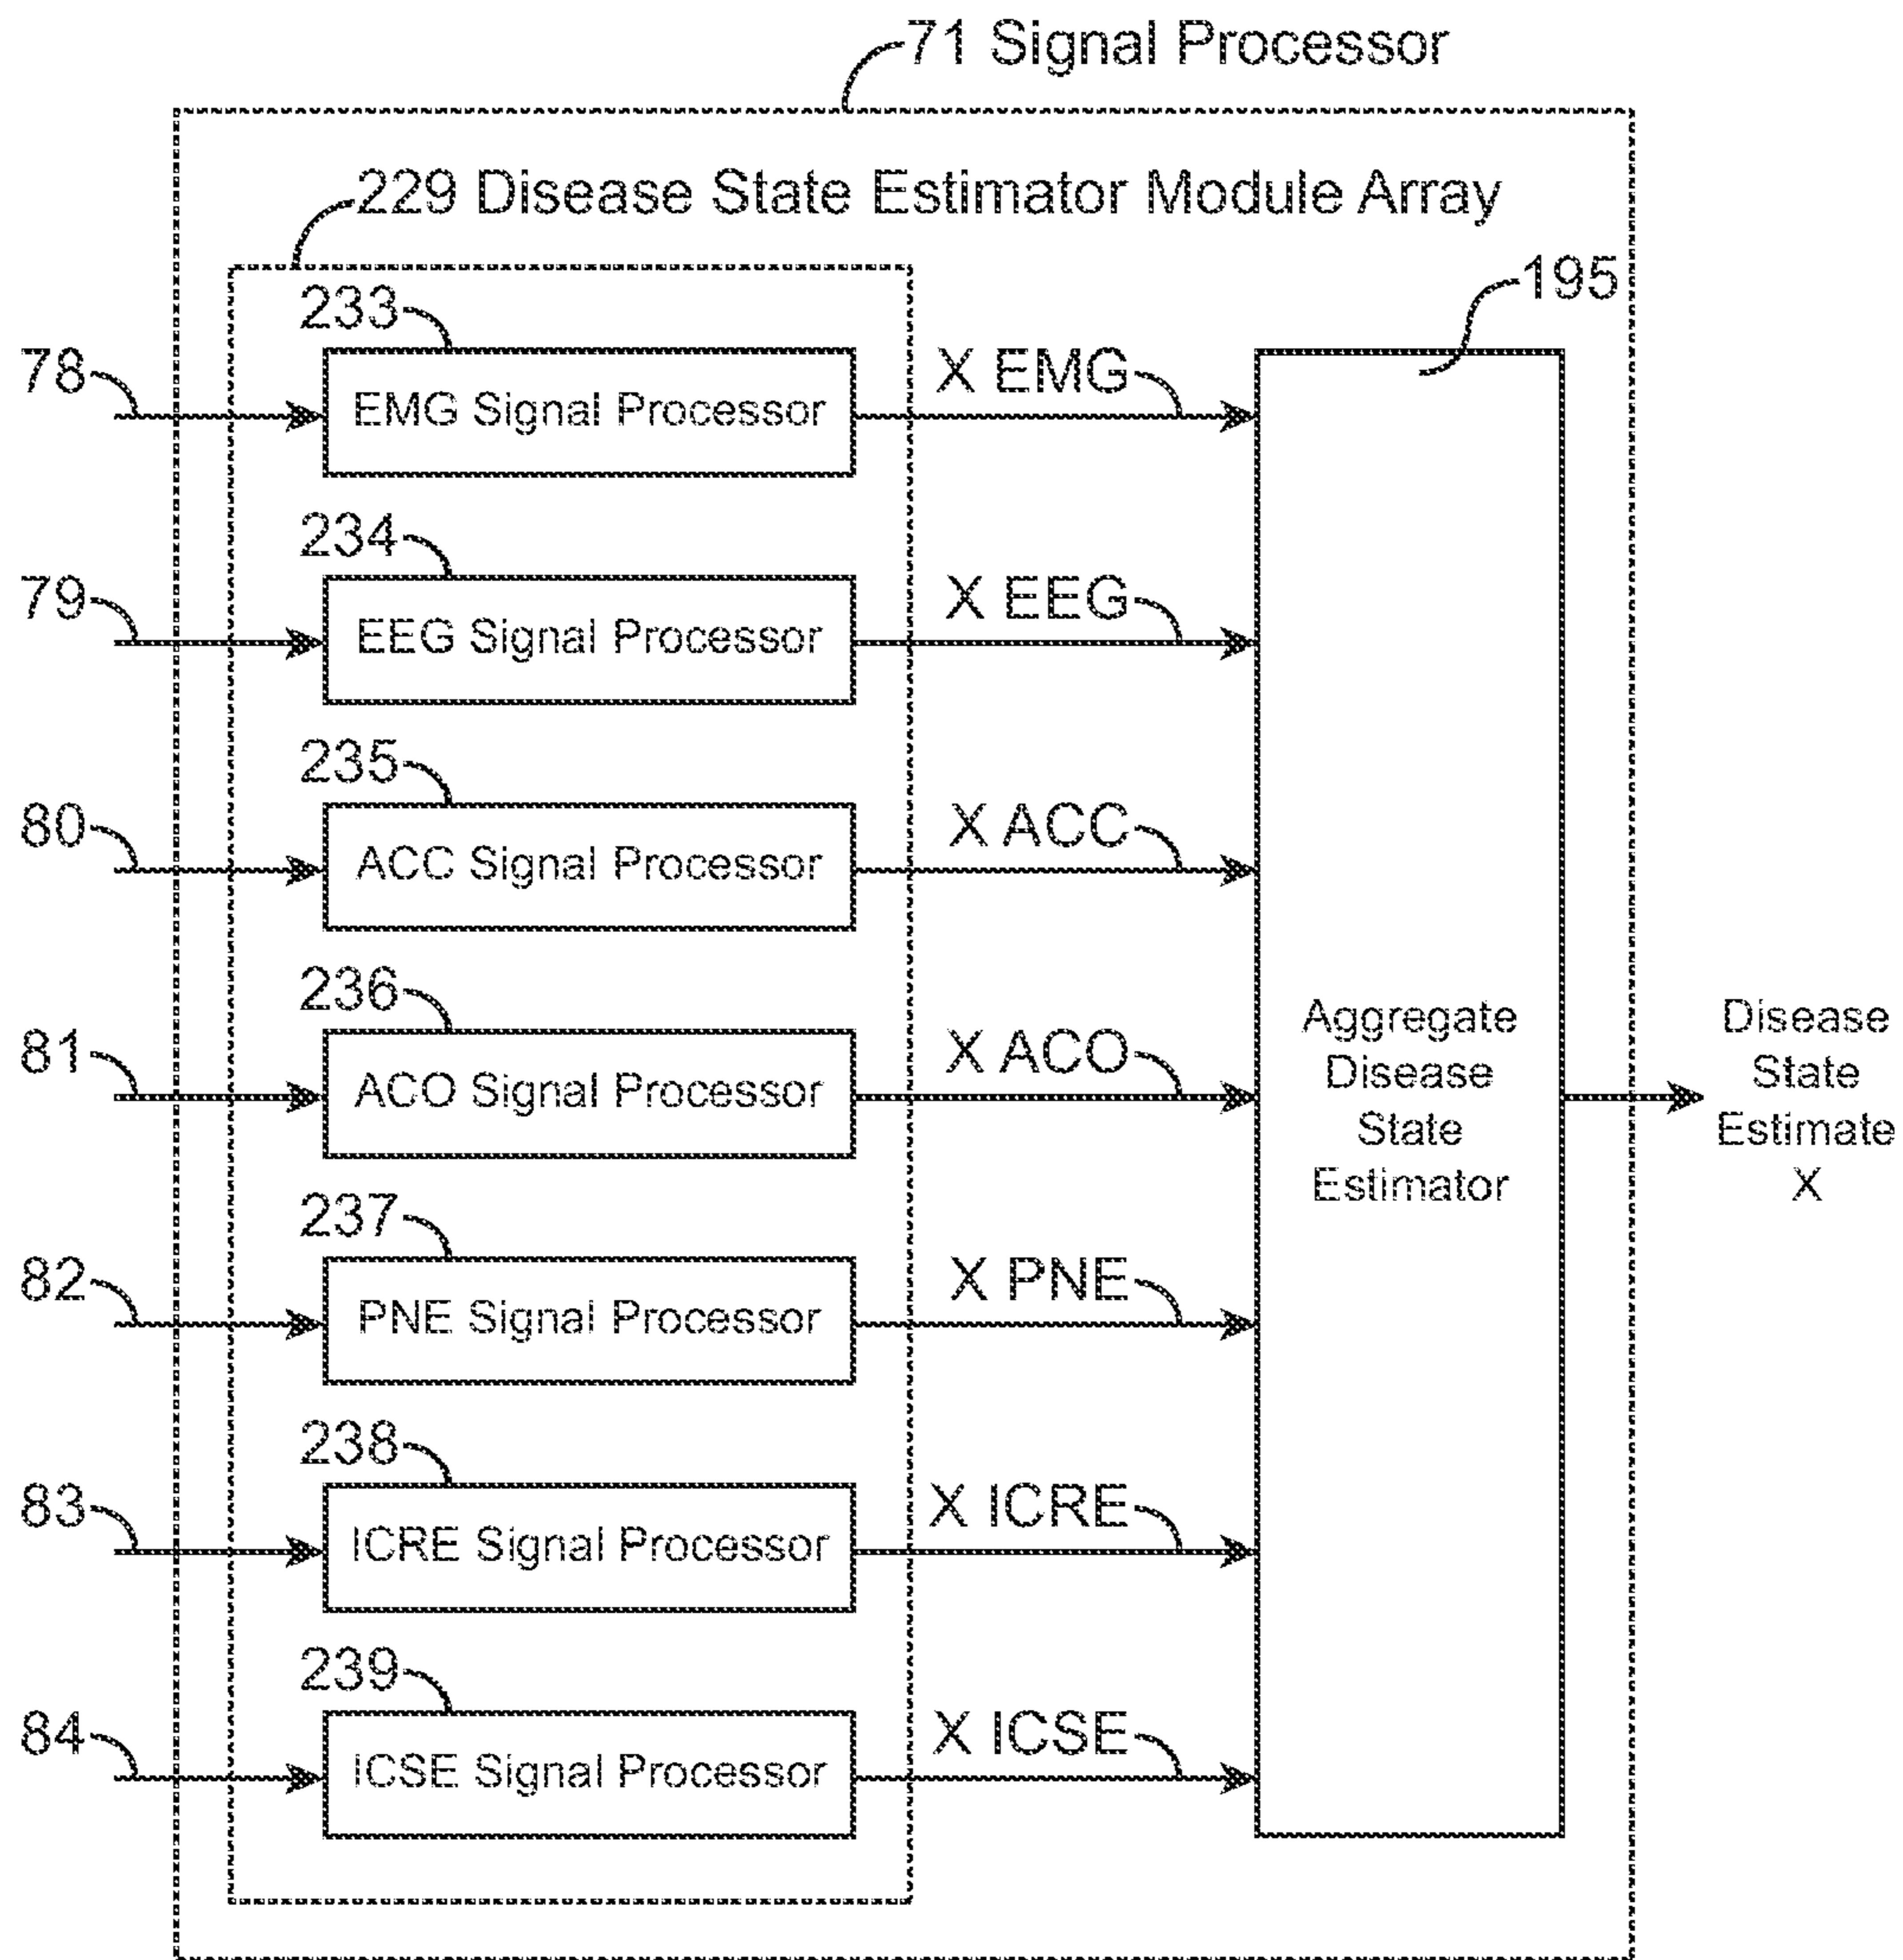 71 Signal Processor
229 Disease State Estimator Module Array
195
233
78
EMG Signal Processor
X EMG
234
79
EEG Signal Processor
X EEG
235
80
ACC Signal Processor
X ACC
236
81
ACO Signal Processor
X ACO
Aggregate
Disease
State
Estimator
Disease
State
Estimate
X
237
82
PNE Signal Processor
X PNE
238
83
ICRE Signal Processor
X ICRE
239
84
ICSE Signal Processor
X ICSE